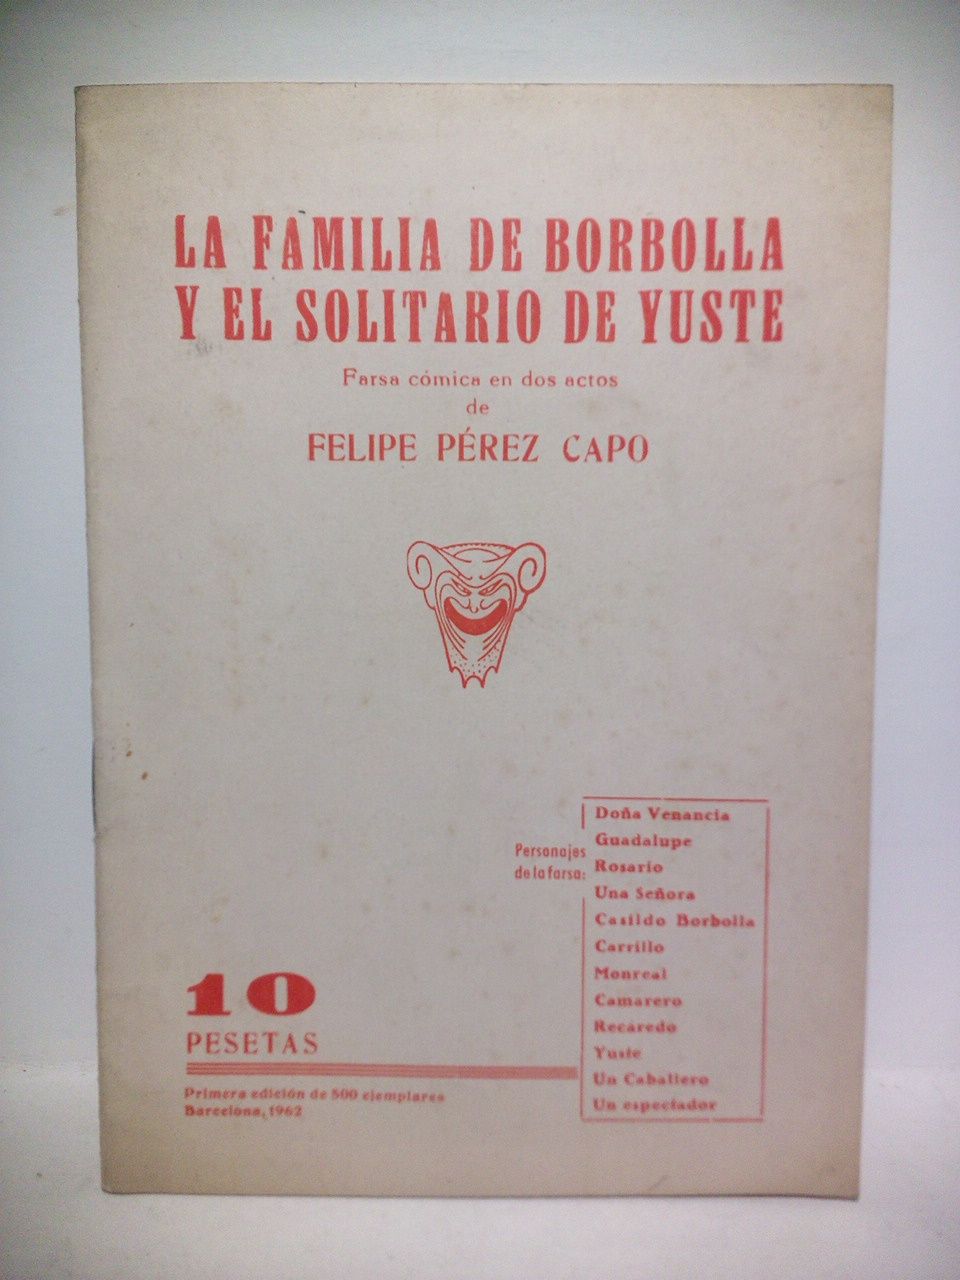 LA FAMILIA DE BORBOLLA
Y EL SOLITARIO DE YUSTE
Farsa cómica en dos actos
de
FELIPE PÉREZ CAPO
Personajes
de la farsa:
Doña Venancia
Guadalupe
Rosario
Una Señora
Casildo Borbolla
Carrillo
Monreal
Camarero
Recaredo
Yuste
Un Caballero
Un espectador
10
PESETAS
Primera edición de 500 ejemplares
Barcelona, 1962